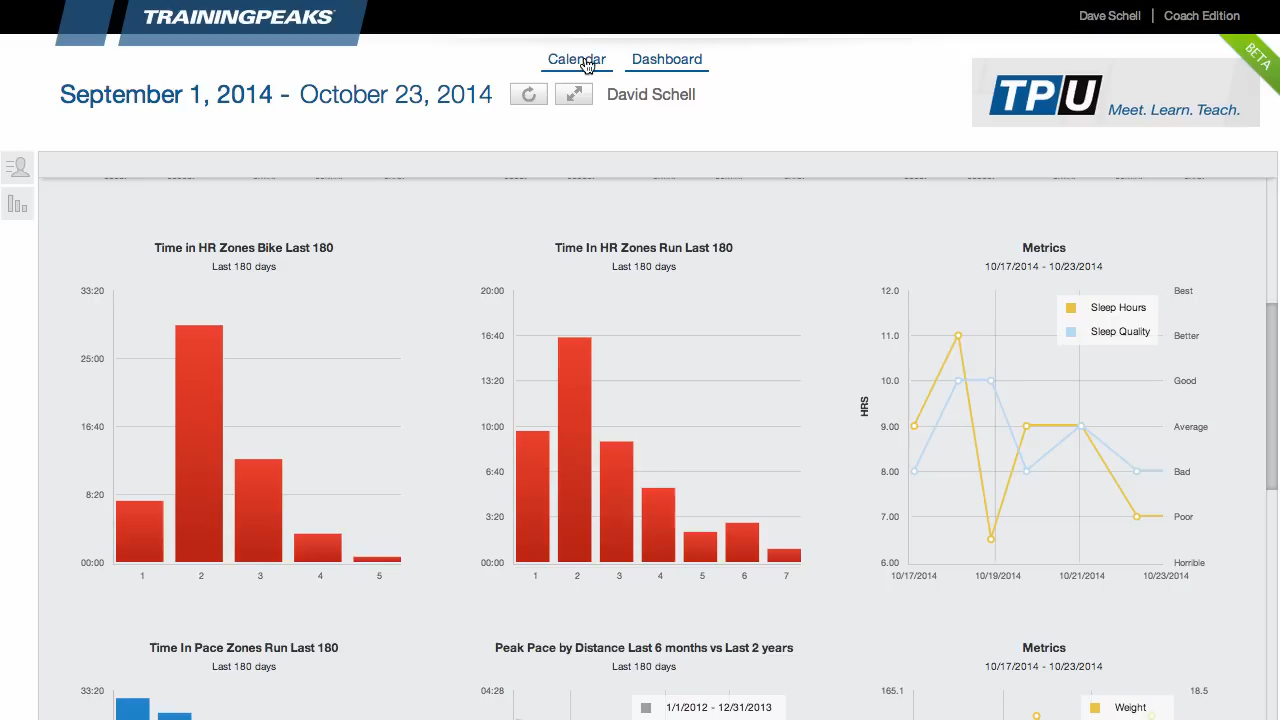 TRAININGPEAKS
Dave Schell | Coach Edition
BETA
Calendar Dashboard
September 1, 2014 - October 23, 2014
David Schell
TPU Meet. Learn. Teach.
Time in HR Zones Bike Last 180
Last 180 days
33:20
25:00
16:40
8:20
00:00
1 2 3 4 5
Time In HR Zones Run Last 180
Last 180 days
20:00
16:40
13:20
10:00
6:40
3:20
00:00
1 2 3 4 5 6 7
Metrics
10/17/2014 - 10/23/2014
12.0 Best
Sleep Hours
Sleep Quality
11.0 Better
10.0 Good
HRS
9.00 Average
8.00 Bad
7.00 Poor
6.00 Horrible
10/17/2014 10/19/2014 10/21/2014 10/23/2014
Time In Pace Zones Run Last 180
Last 180 days
33:20
Peak Pace by Distance Last 6 months vs Last 2 years
Last 180 days
04:28
1/1/2012 - 12/31/2013
Metrics
10/17/2014 - 10/23/2014
165.1 18.5
Weight